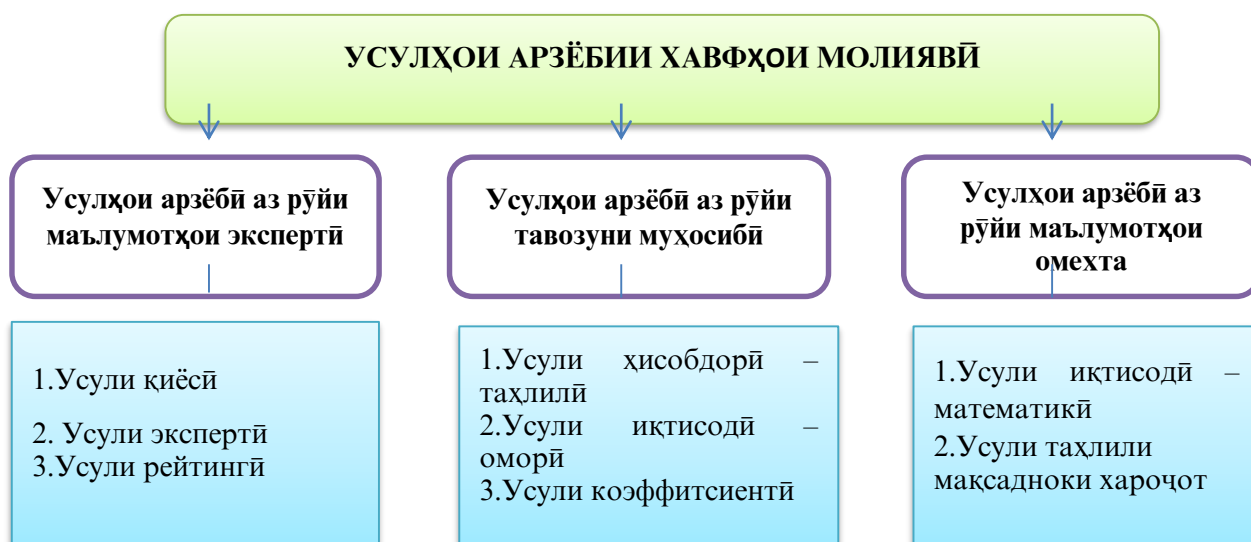 УСУЛҲОИ АРЗЁБИИ ХАВФҲОИ МОЛИЯВӢ
Усулҳои арзёбӣ аз рӯйи
маълумотҳои экспертӣ
Усулҳои арзёбӣ аз рӯйи
тавозуни муҳосибӣ
Усулҳои арзёбӣ аз
рӯйи маълумотҳои
омехта
1.Усули қиёсӣ
2. Усули экспертӣ
3.Усули рейтингӣ
1.Усули ҳисобдорӣ –
таҳлилӣ
2.Усули иқтисодӣ –
оморӣ
3.Усули коэффитсиентӣ
1.Усули иқтисодӣ –
математикӣ
2.Усули таҳлили
мақсадноки хароҷот